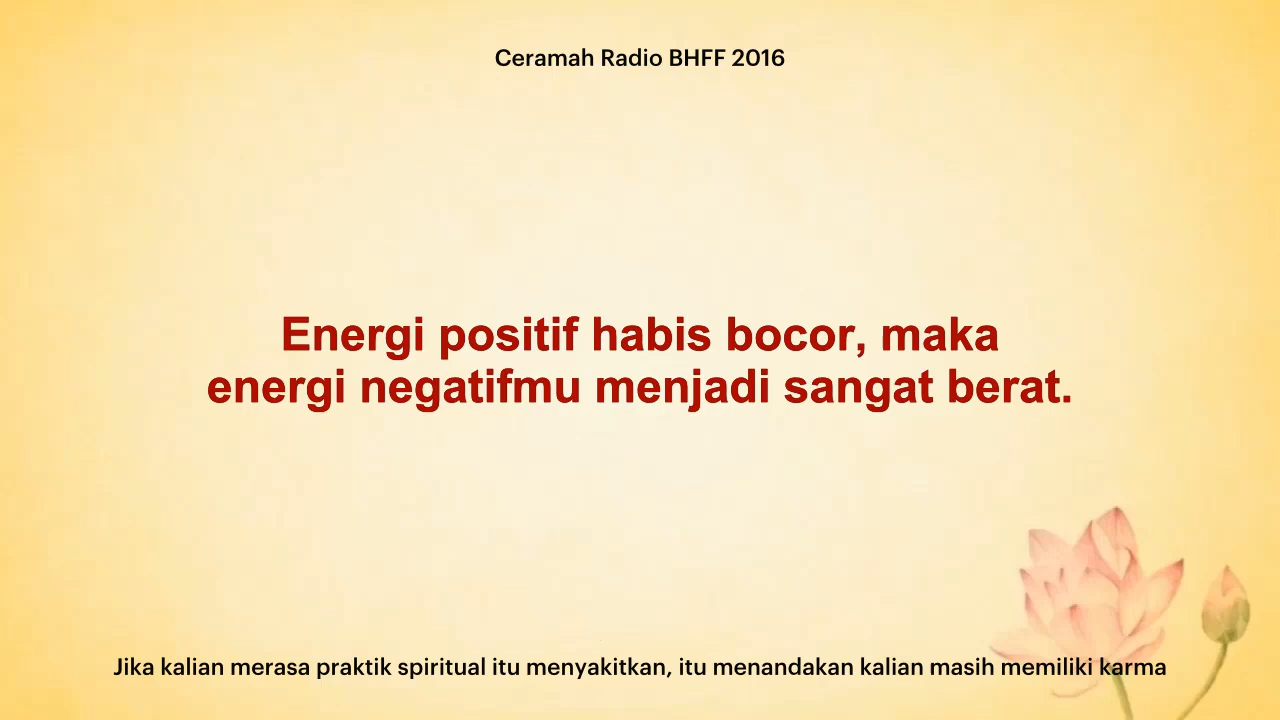 Ceramah Radio BHFF 2016
Energi positif habis bocor, maka
energi negatifmu menjadi sangat berat.
Jika kalian merasa praktik spiritual itu menyakitkan, itu menandakan kalian masih memiliki karma